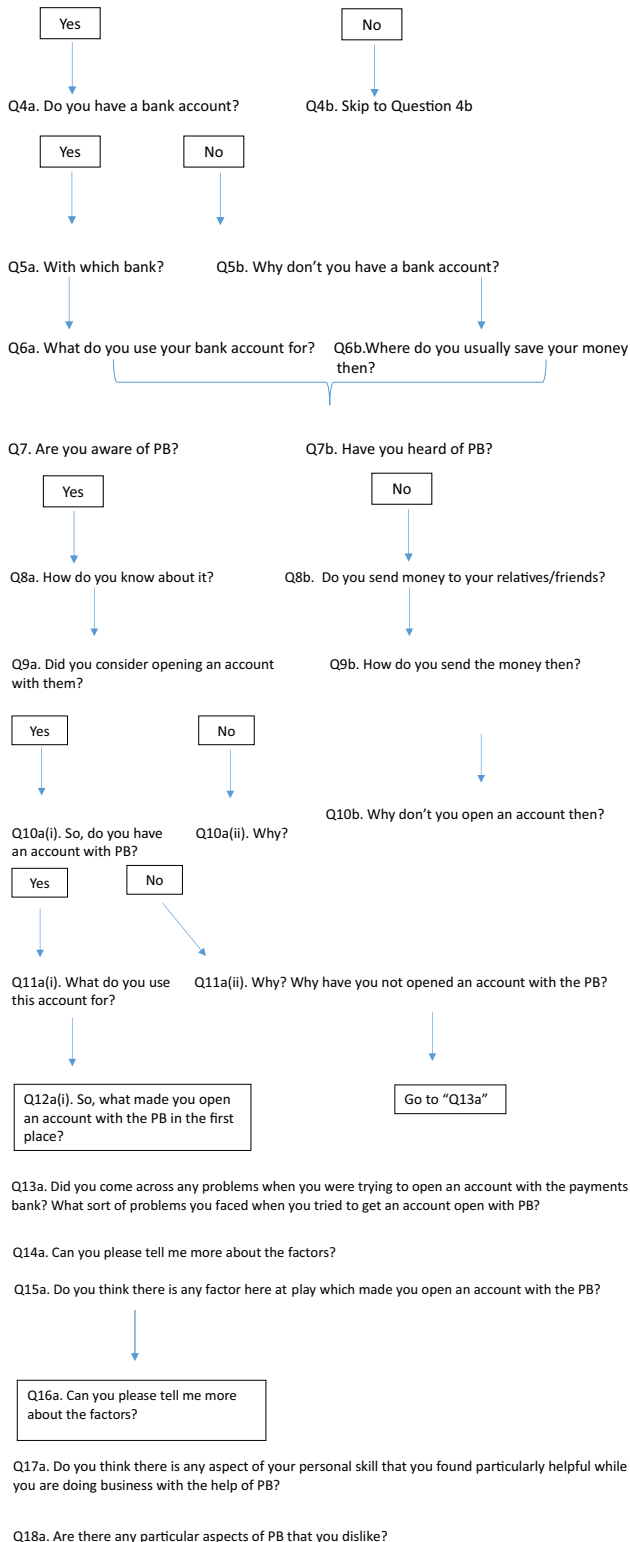 Yes
No
Q4a. Do you have a bank account?
Q4b. Skip to Question 4b
Yes
No
Q5a. With which bank?
Q5b. Why don't you have a bank account?
Q6a. What do you use your bank account for?
Q6b.Where do you usually save your money
then?
Q7. Are you aware of PB?
Q7b. Have you heard of PB?
Yes
No
Q8a. How do you know about it?
Q8b. Do you send money to your relatives/friends?
Q9a. Did you consider opening an account
with them?
Q9b. How do you send the money then?
Yes
No
Q10b. Why don't you open an account then?
Q10a(i). So, do you have
an account with PB?
Q10a(ii). Why?
Yes
No
Q11a(i). What do you use
this account for?
Q11a(ii). Why? Why have you not opened an account with the PB?
Q12a(i). So, what made you open
an account with the PB in the first
place?
Go to "Q13a"
Q13a. Did you come across any problems when you were trying to open an account with the payments
bank? What sort of problems you faced when you tried to get an account open with PB?
Q14a. Can you please tell me more about the factors?
Q15a. Do you think there is any factor here at play which made you open an account with the PB?
Q16a. Can you please tell me more
about the factors?
Q17a. Do you think there is any aspect of your personal skill that you found particularly helpful while
you are doing business with the help of PB?
Q18a. Are there any particular aspects of PB that you dislike?